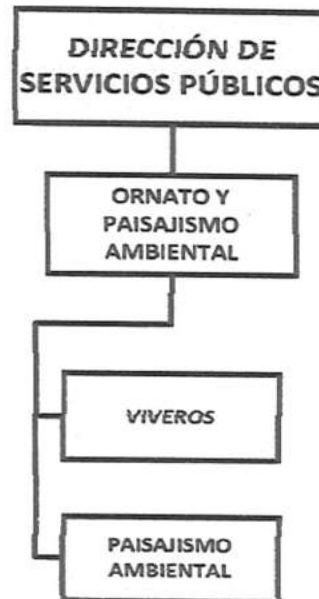 DIRECCIÓN DE
SERVICIOS PÚBLICOS
ORNATO Y
PAISAJISMO
AMBIENTAL
VIVEROS
PAISAJISMO
AMBIENTAL